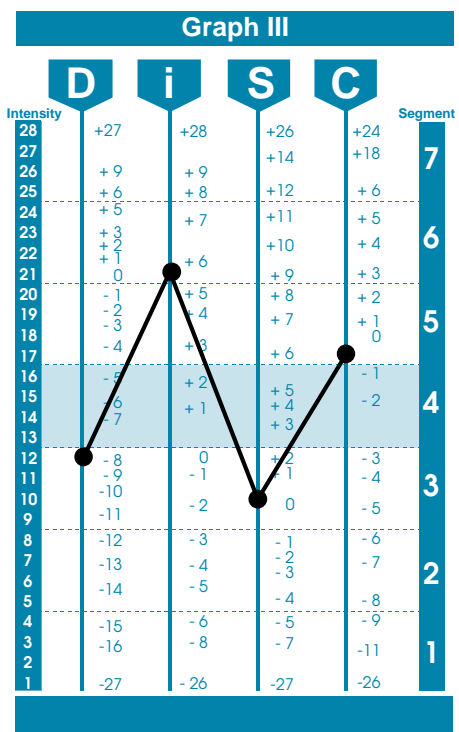 Graph III
D i S C
Intensity Segment
28 +27 +28 +26 +24
27 +14 +18 7
26 + 9 + 9
25 + 6 + 8 +12 + 6
24 + 5 + 7 +11 + 5
23 + 3 6
+ 2 +10 + 4
22 + 1 + 6
21 0 + 9 + 3
20 - 1 + 5 + 8 + 2
19 - 2 + 4 + 7 + 1 5
18 - 3 0
17 - 4 + 3 + 6
16 - 5 + 2 - 1
15 - 6 + 5 - 2 4
+ 1 + 4
14 - 7 + 3
13
12 - 8 0 + 2 - 3
11 - 9 - 1 + 1 - 4
10 -10 - 2 0 - 5 3
9 -11
8 -12 - 3 - 1 - 6
7 -13 - 4 - 2 - 7
6 -14 - 5 - 3 2
5 - 4 - 8
4 -15 - 6 - 5 - 9
3 -16 - 8 - 7 -11 1
2
1 -27 - 26 -27 -26